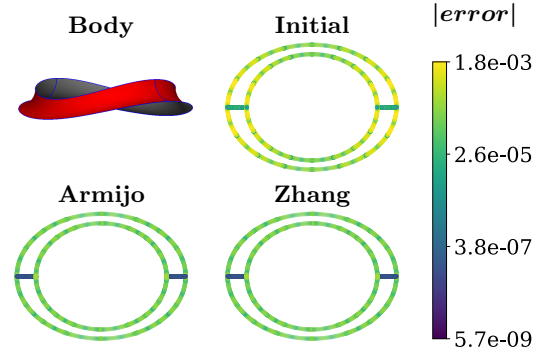 Body
Initial
|error|
1.8e−03
2.6e−05
3.8e−07
5.7e−09
Armijo
Zhang